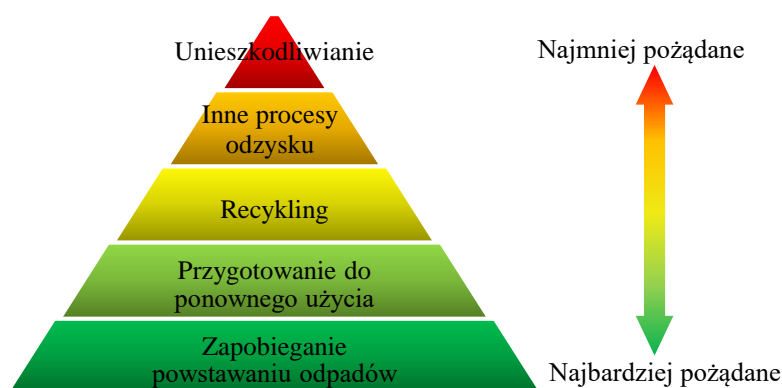 Unieszkodliwianie
Najmniej pożądane
Inne procesy
odzysku
Recykling
Przygotowanie do
ponownego użycia
Zapobieganie
powstawaniu odpadów
Najbardziej pożądane